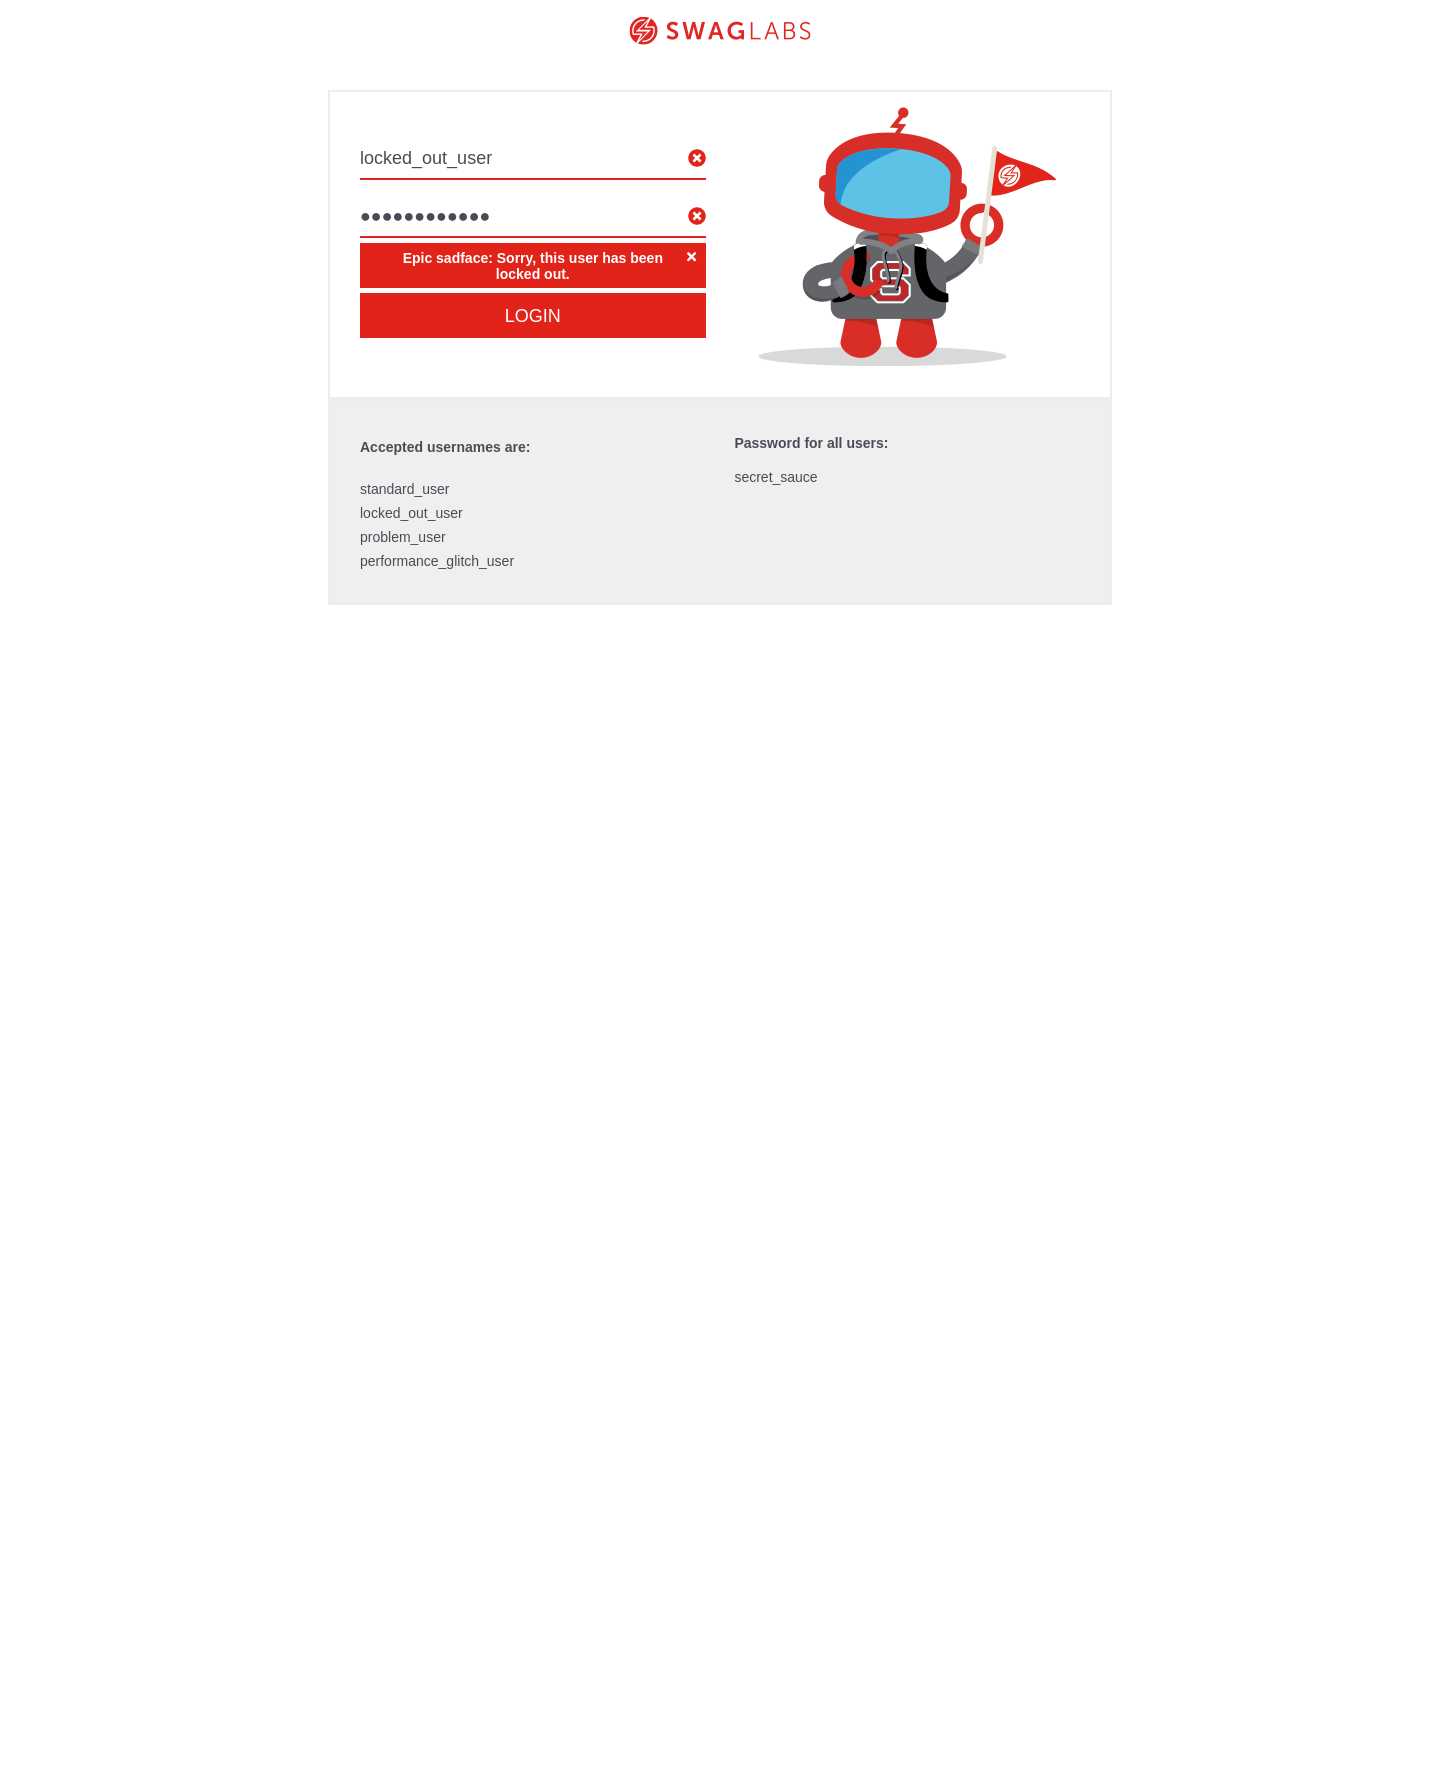 SWAGLABS
locked_out_user
●●●●●●●●●●●●
Epic sadface: Sorry, this user has been
locked out.
LOGIN
S
Accepted usernames are:
standard_user
locked_out_user
problem_user
performance_glitch_user
Password for all users:
secret_sauce